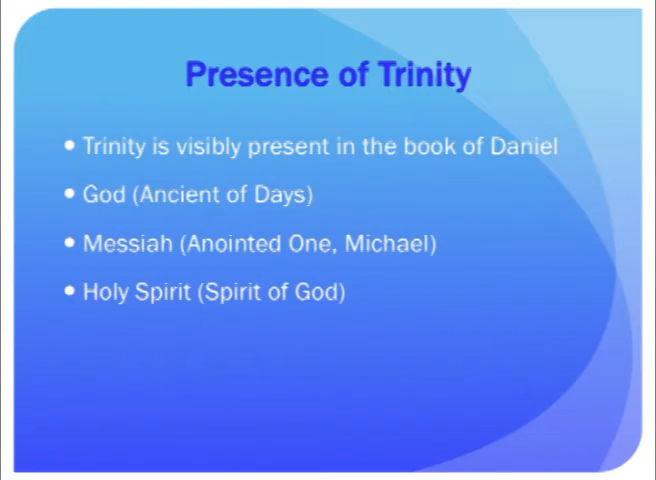 Presence of Trinity
• Trinity is visibly present in the book of Daniel
• God (Ancient of Days)
• Messiah (Anointed One, Michael)
• Holy Spirit (Spirit of God)